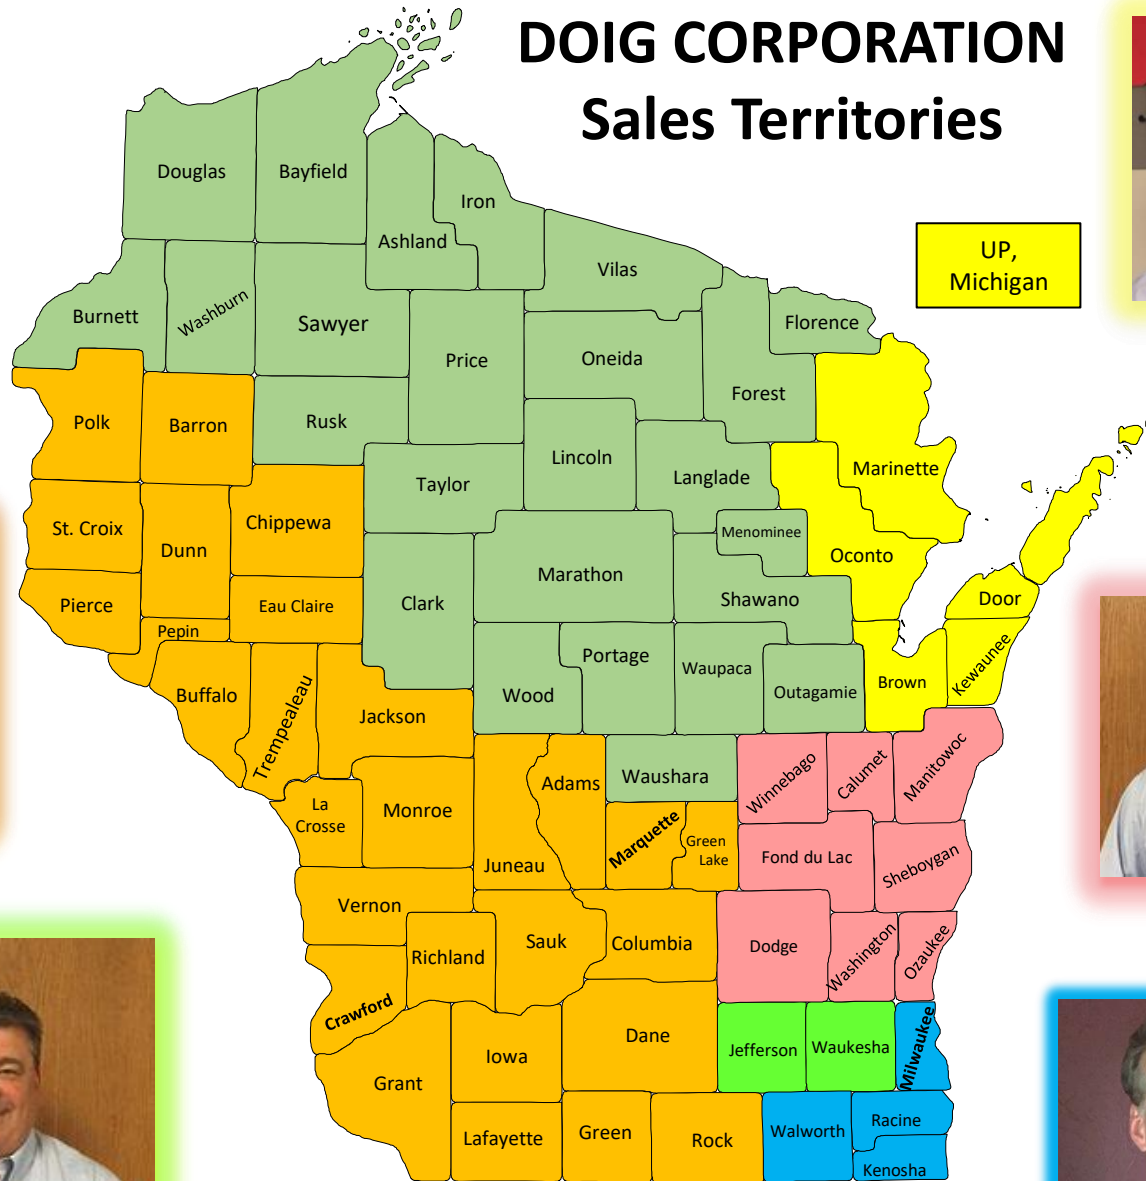 DOIG CORPORATION
Sales Territories
UP,
Michigan
Douglas
Bayfield
Iron
Ashland
Vilas
Burnett
Washburn
Sawyer
Florence
Price
Oneida
Forest
Polk
Barron
Rusk
Lincoln
Langlade
Marinette
Taylor
St. Croix
Chippewa
Dunn
Menominee
Oconto
Marathon
Pierce
Eau Claire
Clark
Shawano
Door
Pepin
Portage
Waupaca
Buffalo
Wood
Outagamie
Brown
Kewaunee
Trempealeau
Jackson
Adams
Waushara
Winnebago
Calumet
Manitowoc
La
Crosse
Monroe
Juneau
Marquette
Green
Lake
Fond du Lac
Sheboygan
Vernon
Richland
Sauk
Columbia
Dodge
Washington
Ozaukee
Crawford
Iowa
Dane
Jefferson
Waukesha
Milwaukee
Grant
Lafayette
Green
Rock
Walworth
Racine
Kenosha